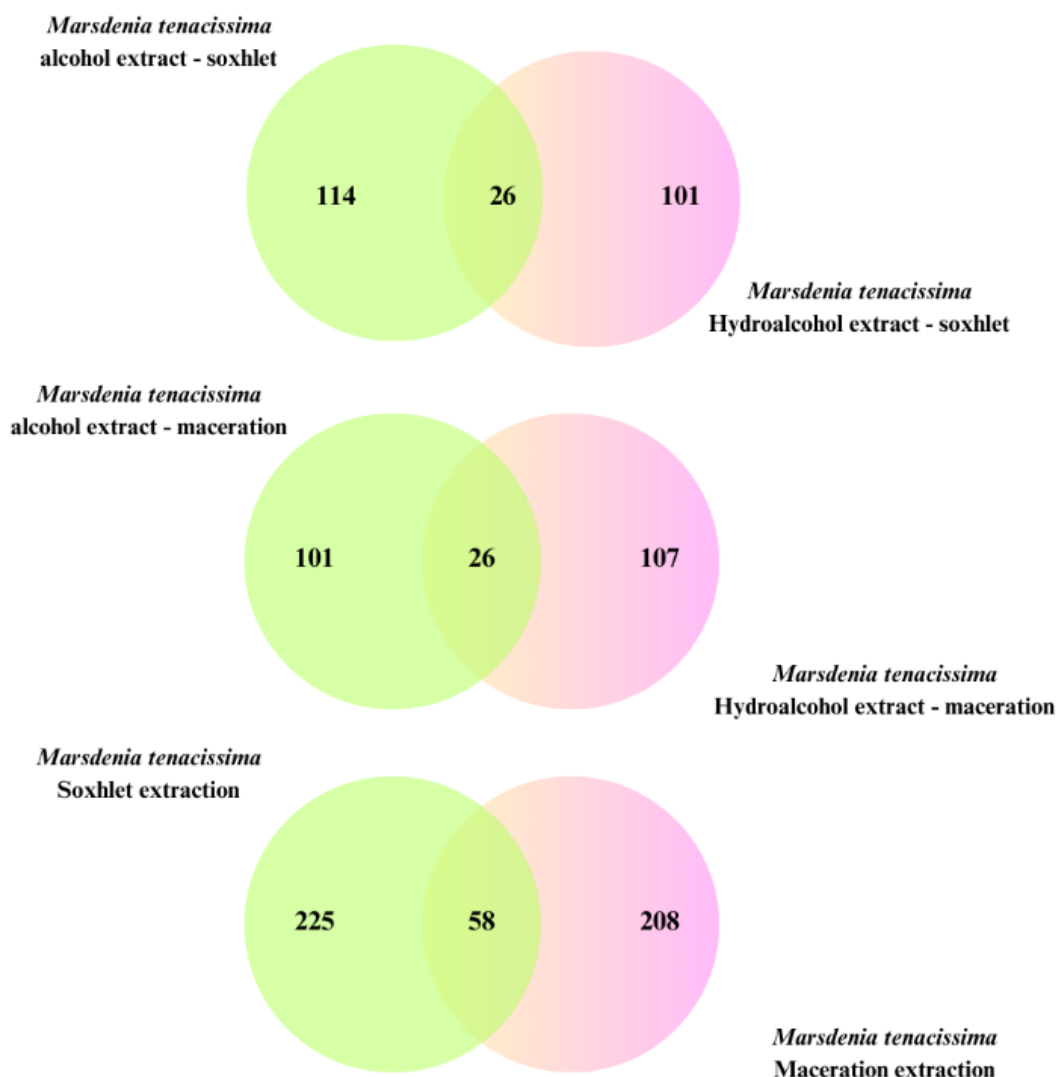 Marsdenia tenacissima
alcohol extract - soxhlet
114
26
101
Marsdenia tenacissima
Hydroalcohol extract - soxhlet
Marsdenia tenacissima
alcohol extract - maceration
101
26
107
Marsdenia tenacissima
Hydroalcohol extract - maceration
Marsdenia tenacissima
Soxhlet extraction
225
58
208
Marsdenia tenacissima
Maceration extraction